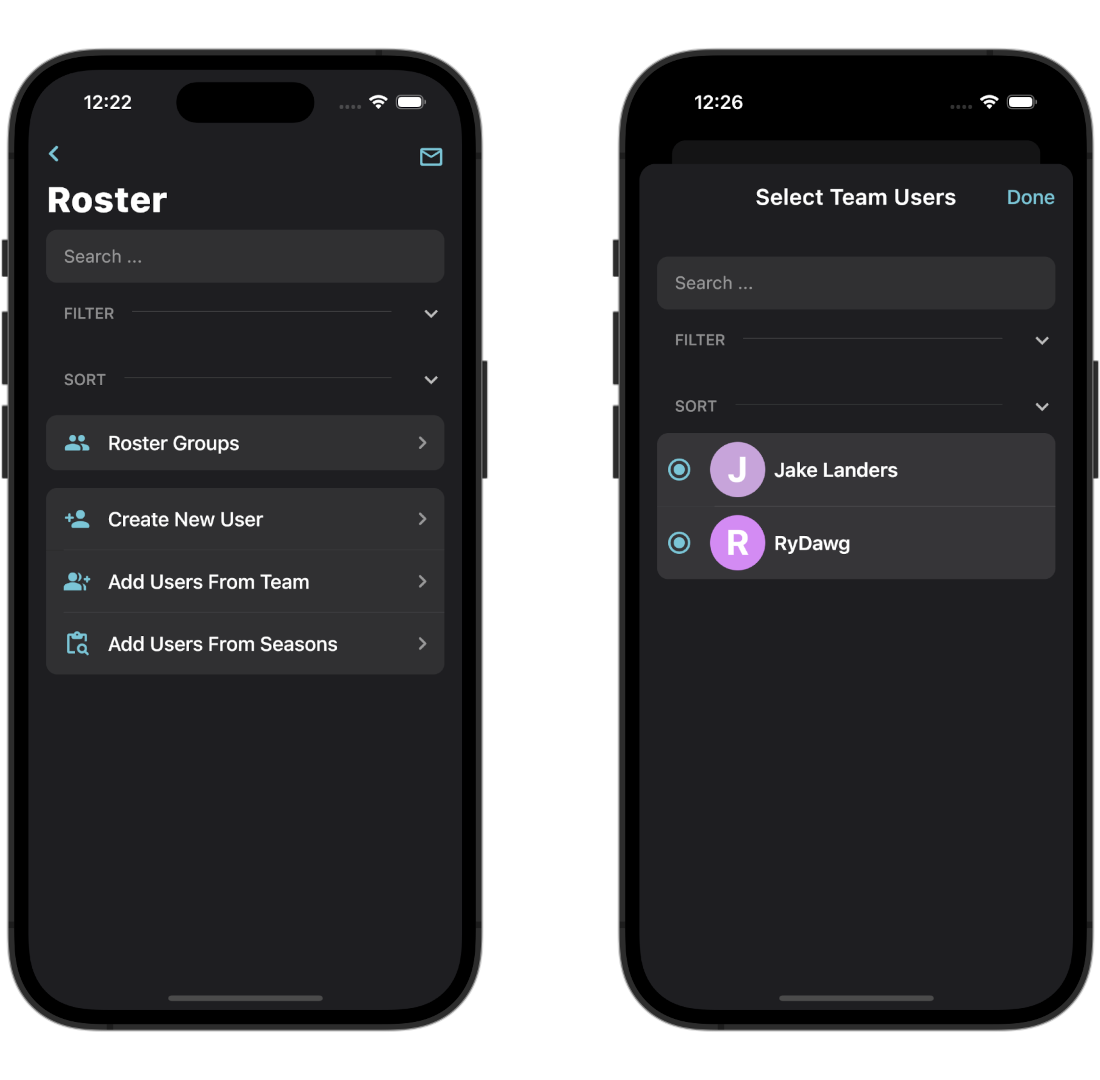 12:22
Roster
Search ...
FILTER
SORT
Roster Groups
Create New User
Add Users From Team
Add Users From Seasons
12:26
Select Team Users
Done
Search ...
FILTER
SORT
J
Jake Landers
R
RyDawg